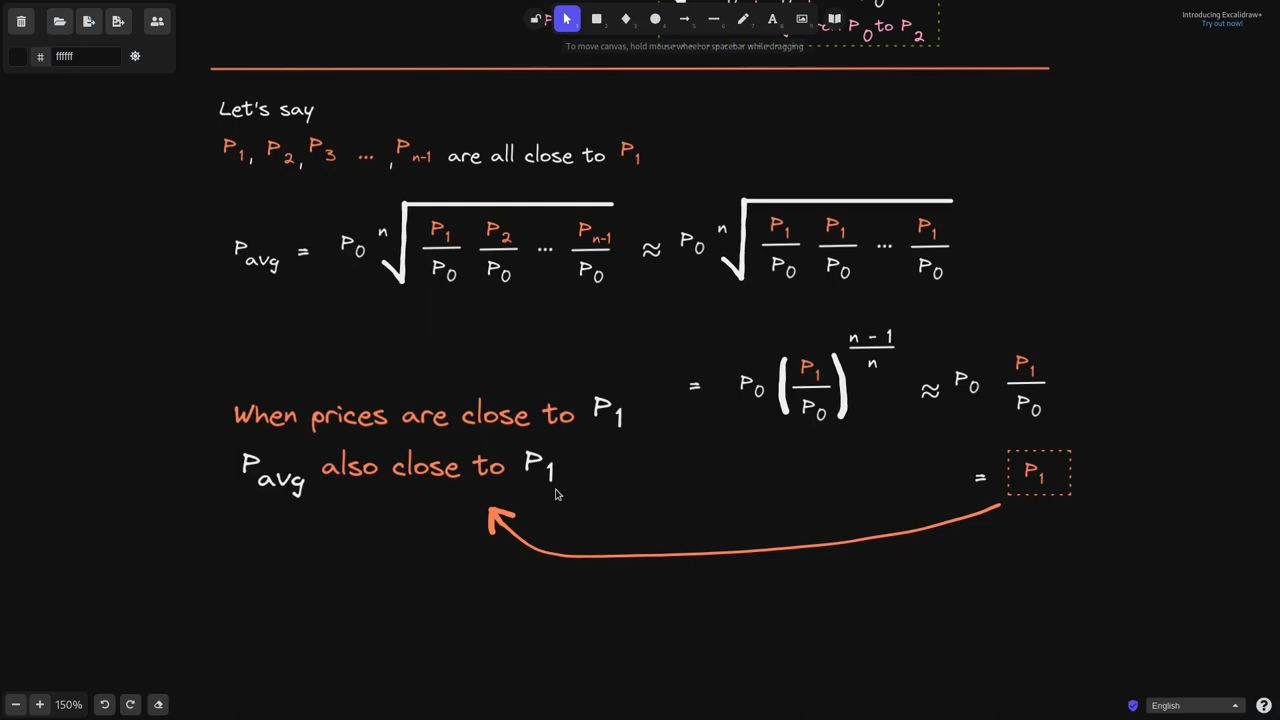 Introducing Excalidraw+
Try out now!
P P0 to P2
To move canvas, hold mouse wheel or spacebar while dragging
# ffffff
Let's say
P1, P2, P3 ... , Pn-1 are all close to P1
Pavg = P0 n√(P1/P0 P2/P0 ... Pn-1/P0) ≈ P0 n√(P1/P0 P1/P0 ... P1/P0)
= P0 (P1/P0)^((n - 1)/n) ≈ P0 P1/P0
When prices are close to P1
Pavg also close to P1
= P1
150%
English